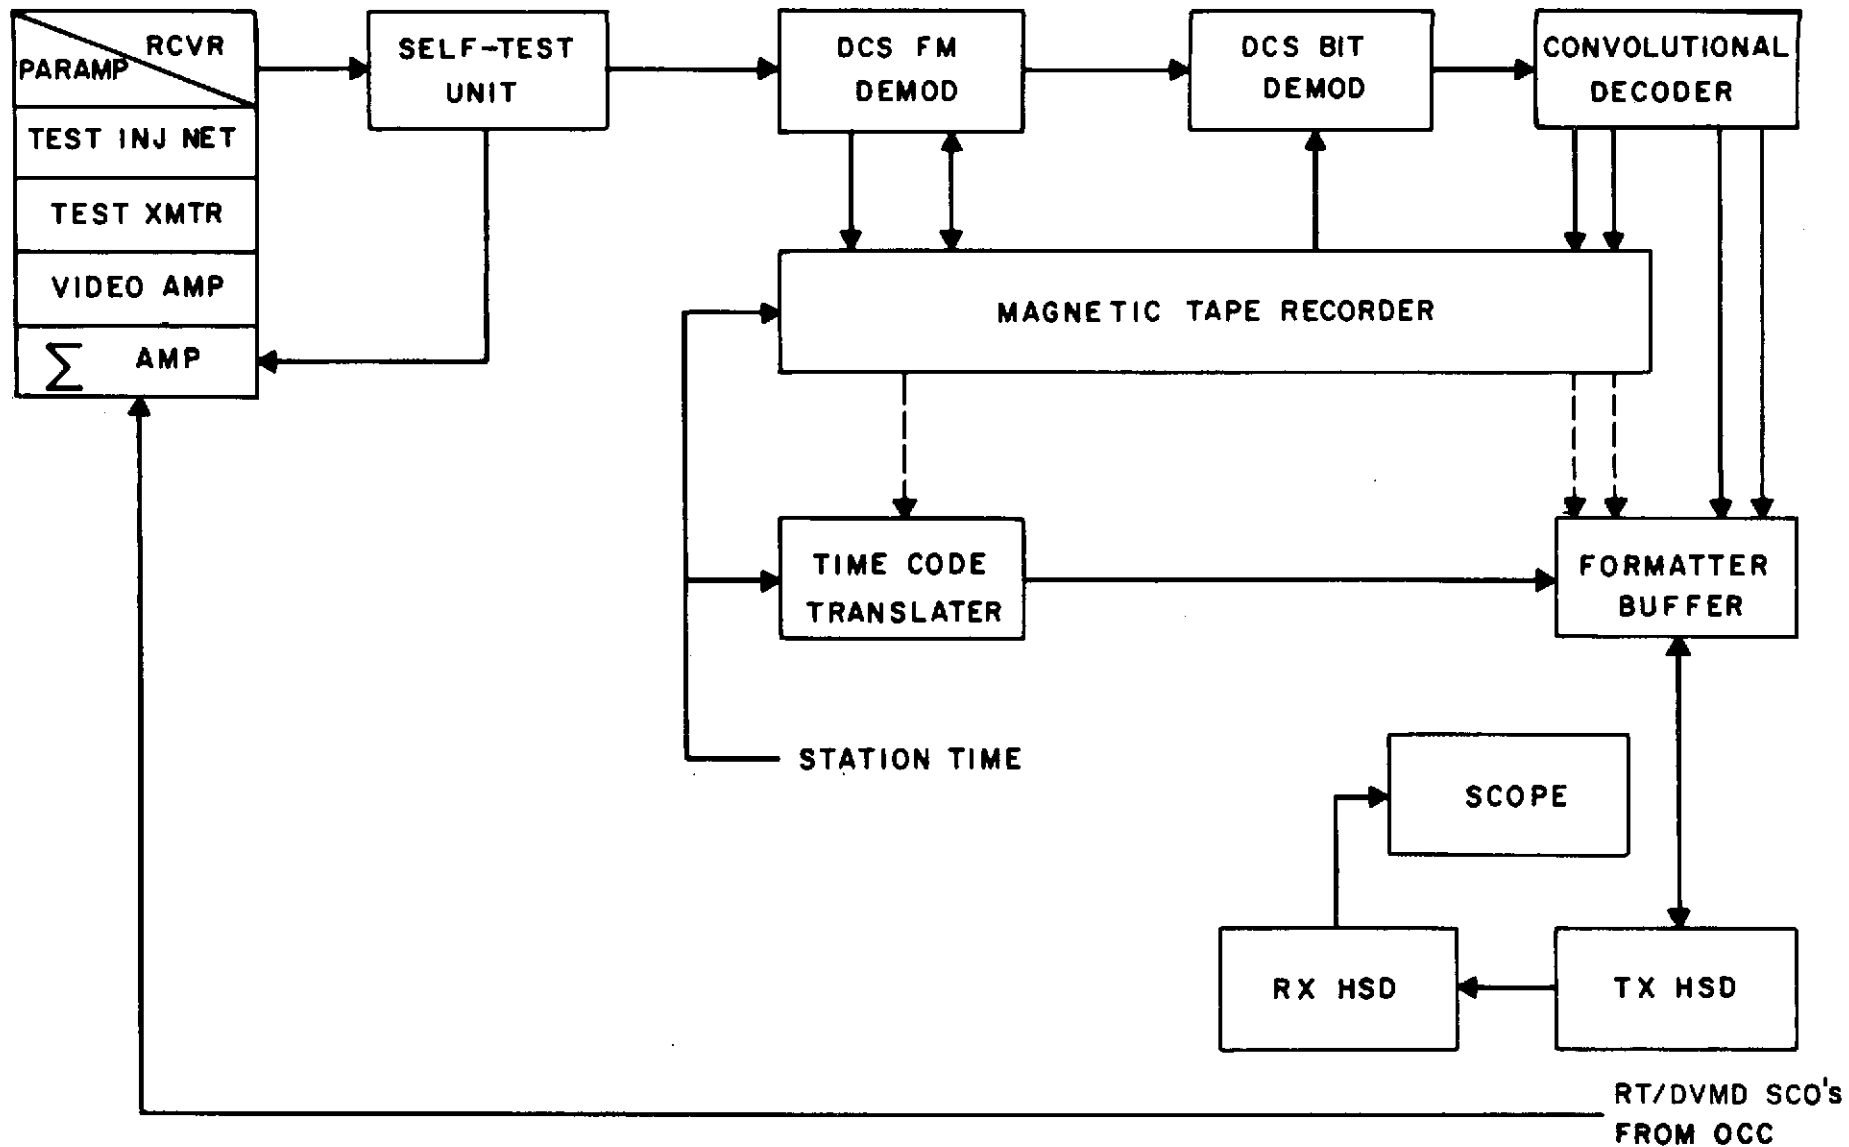 RCVR
PARAMP
TEST INJ NET
TEST XMTR
VIDEO AMP
∑ AMP
SELF-TEST
UNIT
DCS FM
DEMOD
DCS BIT
DEMOD
CONVOLUTIONAL
DECODER
MAGNETIC TAPE RECORDER
TIME CODE
TRANSLATER
FORMATTER
BUFFER
STATION TIME
SCOPE
RX HSD
TX HSD
RT/DVMD SCO's
FROM OCC